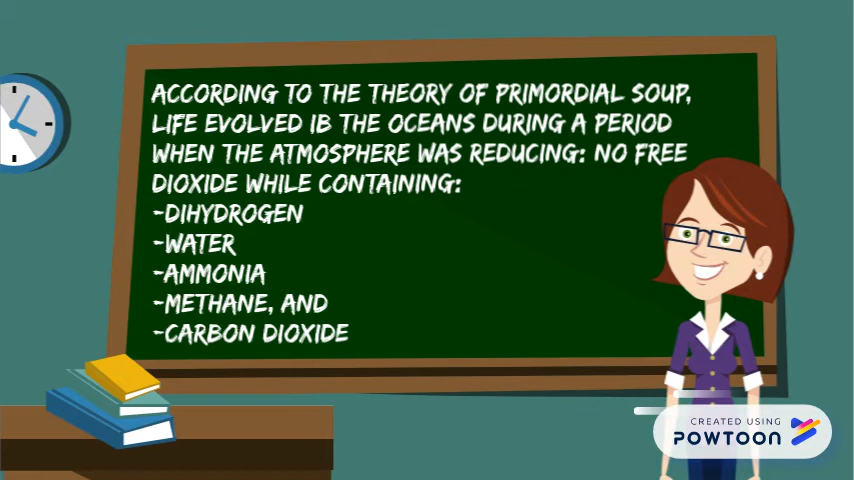 ACCORDING TO THE THEORY OF PRIMORDIAL SOUP,
LIFE EVOLVED IB THE OCEANS DURING A PERIOD
WHEN THE ATMOSPHERE WAS REDUCING: NO FREE
DIOXIDE WHILE CONTAINING:
-DIHYDROGEN
-WATER
-AMMONIA
-METHANE, AND
-CARBON DIOXIDE
CREATED USING
POWTOON